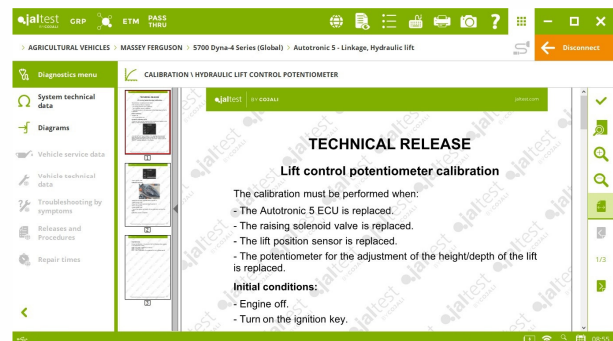 jaltest
BY COJALI
GRP
ETM
PASS
THRU
> AGRICULTURAL VEHICLES > MASSEY FERGUSON > 5700 Dyna-4 Series (Global) > Autotronic 5 - Linkage, Hydraulic lift
Disconnect
Diagnostics menu
CALIBRATION \ HYDRAULIC LIFT CONTROL POTENTIOMETER
System technical
data
Diagrams
Vehicle service data
Vehicle technical
data
Troubleshooting by
symptoms
Releases and
Procedures
Repair times
1
2
3
jaltest | BY COJALI
jaltest.com
TECHNICAL RELEASE
Lift control potentiometer calibration
The calibration must be performed when:
- The Autotronic 5 ECU is replaced.
- The raising solenoid valve is replaced.
- The lift position sensor is replaced.
- The potentiometer for the adjustment of the height/depth of the lift
is replaced.
Initial conditions:
- Engine off.
- Turn on the ignition key.
1/3
08:55